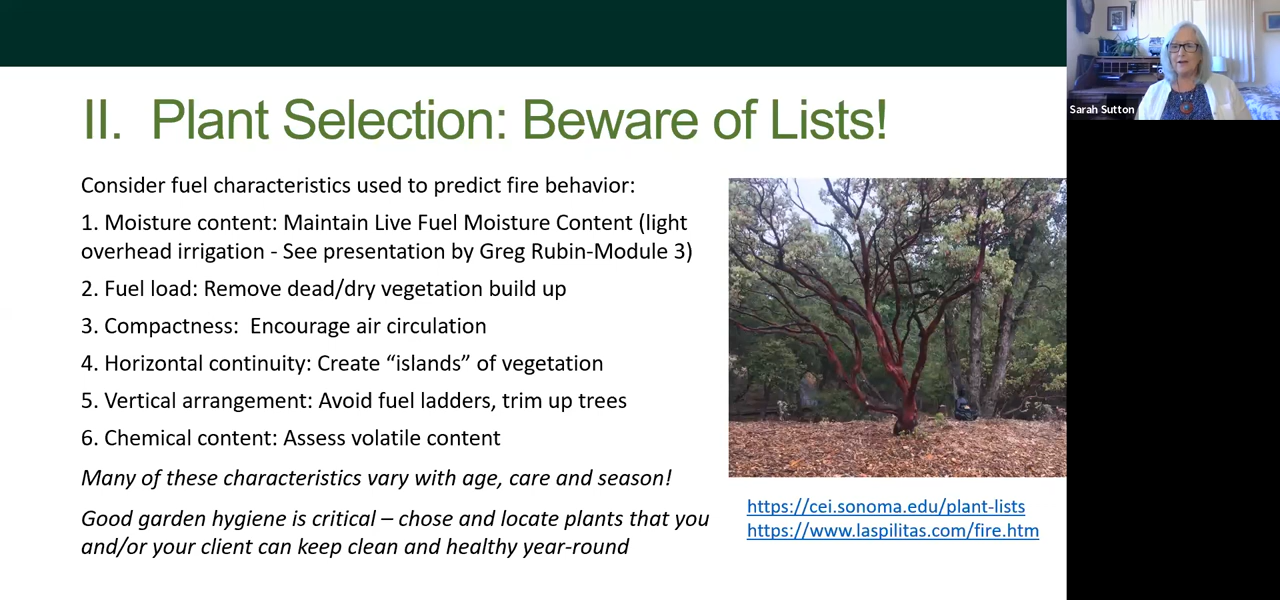 II. Plant Selection: Beware of Lists!
Sarah Sutton
Consider fuel characteristics used to predict fire behavior:
1. Moisture content: Maintain Live Fuel Moisture Content (light
overhead irrigation - See presentation by Greg Rubin-Module 3)
2. Fuel load: Remove dead/dry vegetation build up
3. Compactness: Encourage air circulation
4. Horizontal continuity: Create “islands” of vegetation
5. Vertical arrangement: Avoid fuel ladders, trim up trees
6. Chemical content: Assess volatile content
Many of these characteristics vary with age, care and season!
Good garden hygiene is critical – chose and locate plants that you
and/or your client can keep clean and healthy year-round
https://cei.sonoma.edu/plant-lists
https://www.laspilitas.com/fire.htm